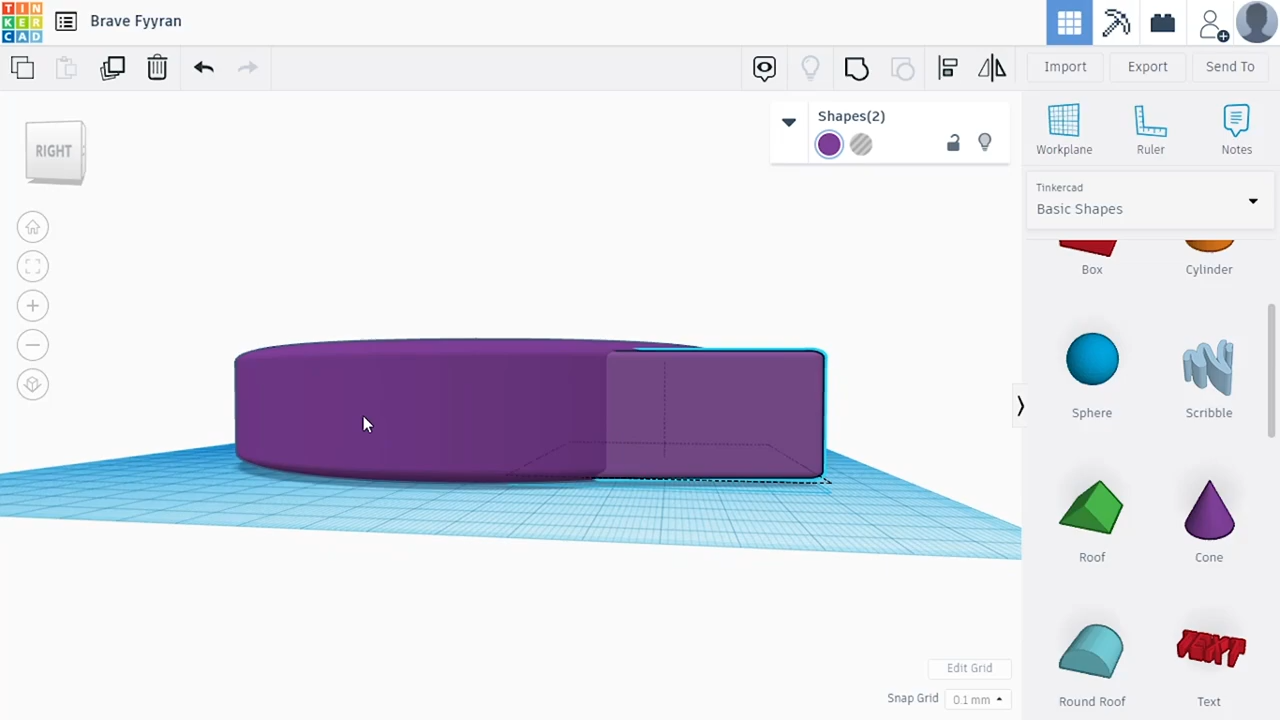 TIN
KER
CAD
Brave Fyyran
Import
Export
Send To
Shapes(2)
RIGHT
Workplane
Ruler
Notes
Tinkercad
Basic Shapes
Box
Cylinder
Sphere
Scribble
Roof
Cone
TEXT
Round Roof
Text
Edit Grid
Snap Grid
0.1 mm